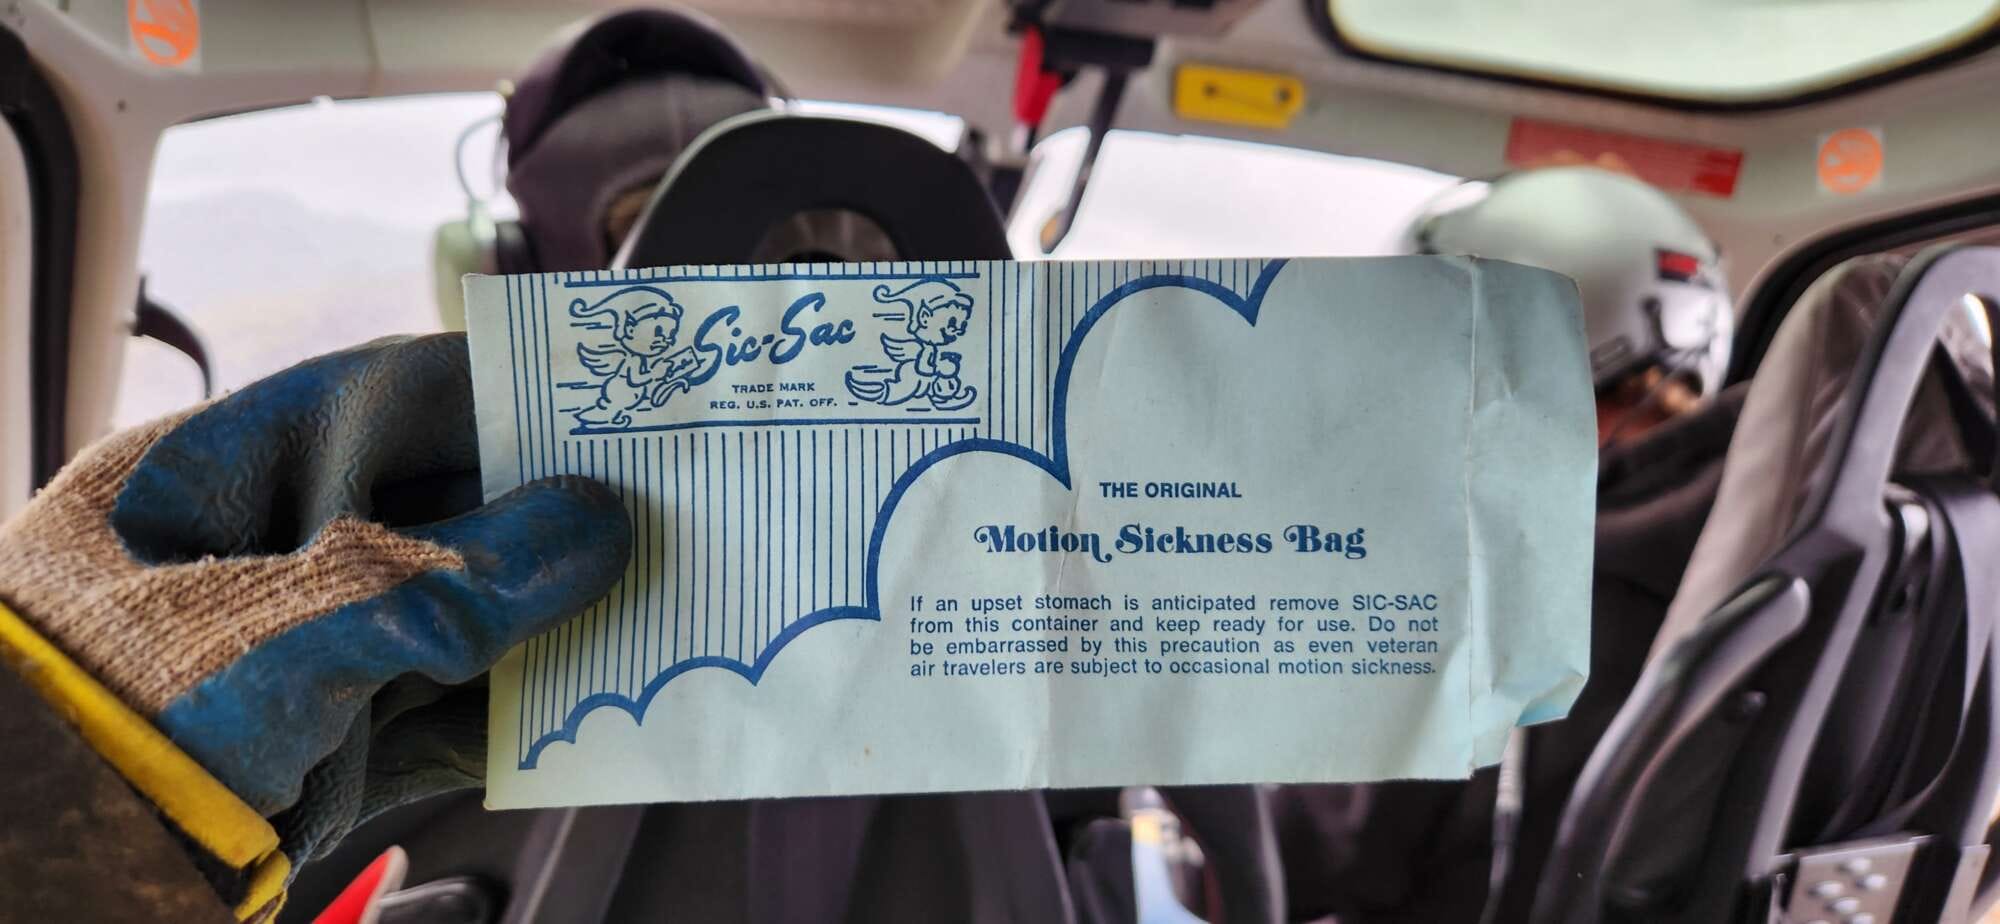 Sic-Sac
TRADE MARK
REG. U.S. PAT. OFF.
THE ORIGINAL
Motion Sickness Bag
If an upset stomach is anticipated remove SIC-SAC
from this container and keep ready for use. Do not
be embarrassed by this precaution as even veteran
air travelers are subject to occasional motion sickness.